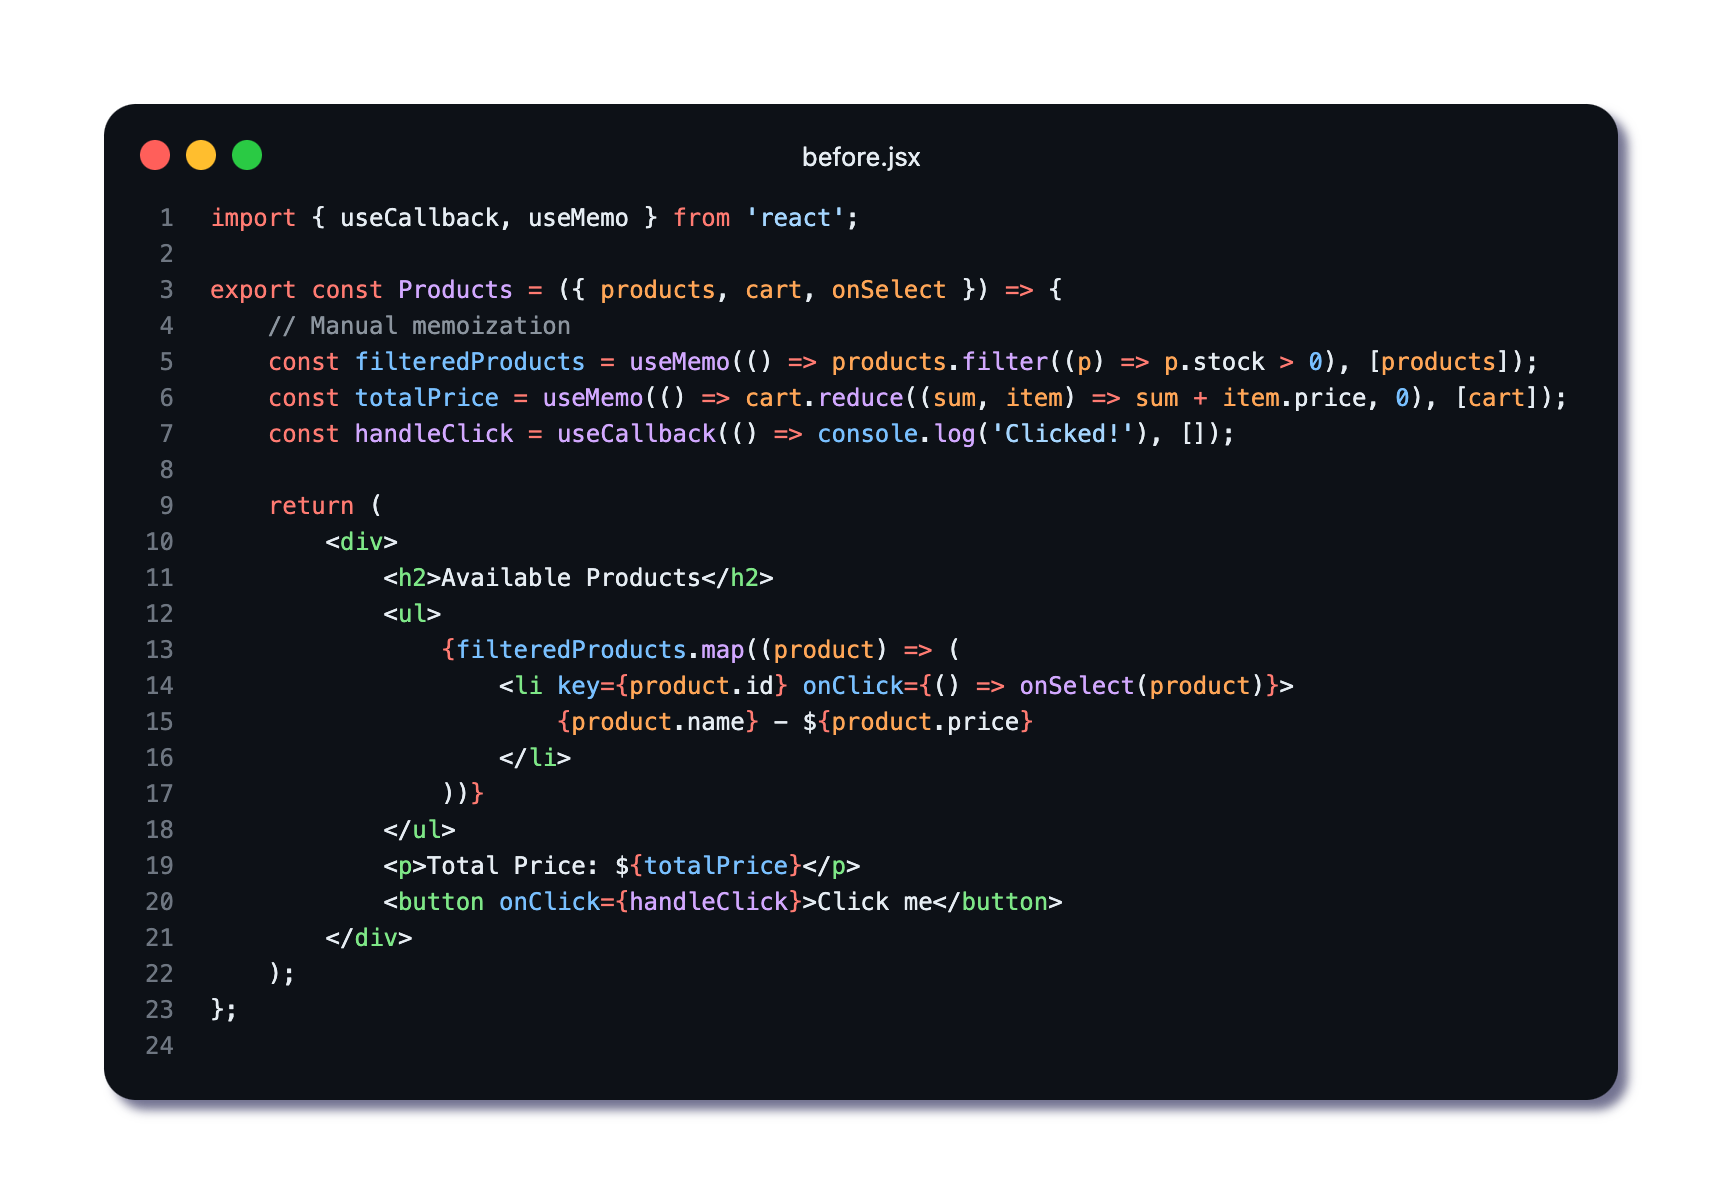 before.jsx
1 import { useCallback, useMemo } from 'react';
2
3 export const Products = ({ products, cart, onSelect }) => {
4     // Manual memoization
5     const filteredProducts = useMemo(() => products.filter((p) => p.stock > 0), [products]);
6     const totalPrice = useMemo(() => cart.reduce((sum, item) => sum + item.price, 0), [cart]);
7     const handleClick = useCallback(() => console.log('Clicked!'), []);
8
9     return (
10         <div>
11             <h2>Available Products</h2>
12             <ul>
13                 {filteredProducts.map((product) => (
14                     <li key={product.id} onClick={() => onSelect(product)}>
15                         {product.name} - ${product.price}
16                     </li>
17                 ))}
18             </ul>
19             <p>Total Price: ${totalPrice}</p>
20             <button onClick={handleClick}>Click me</button>
21         </div>
22     );
23 };
24